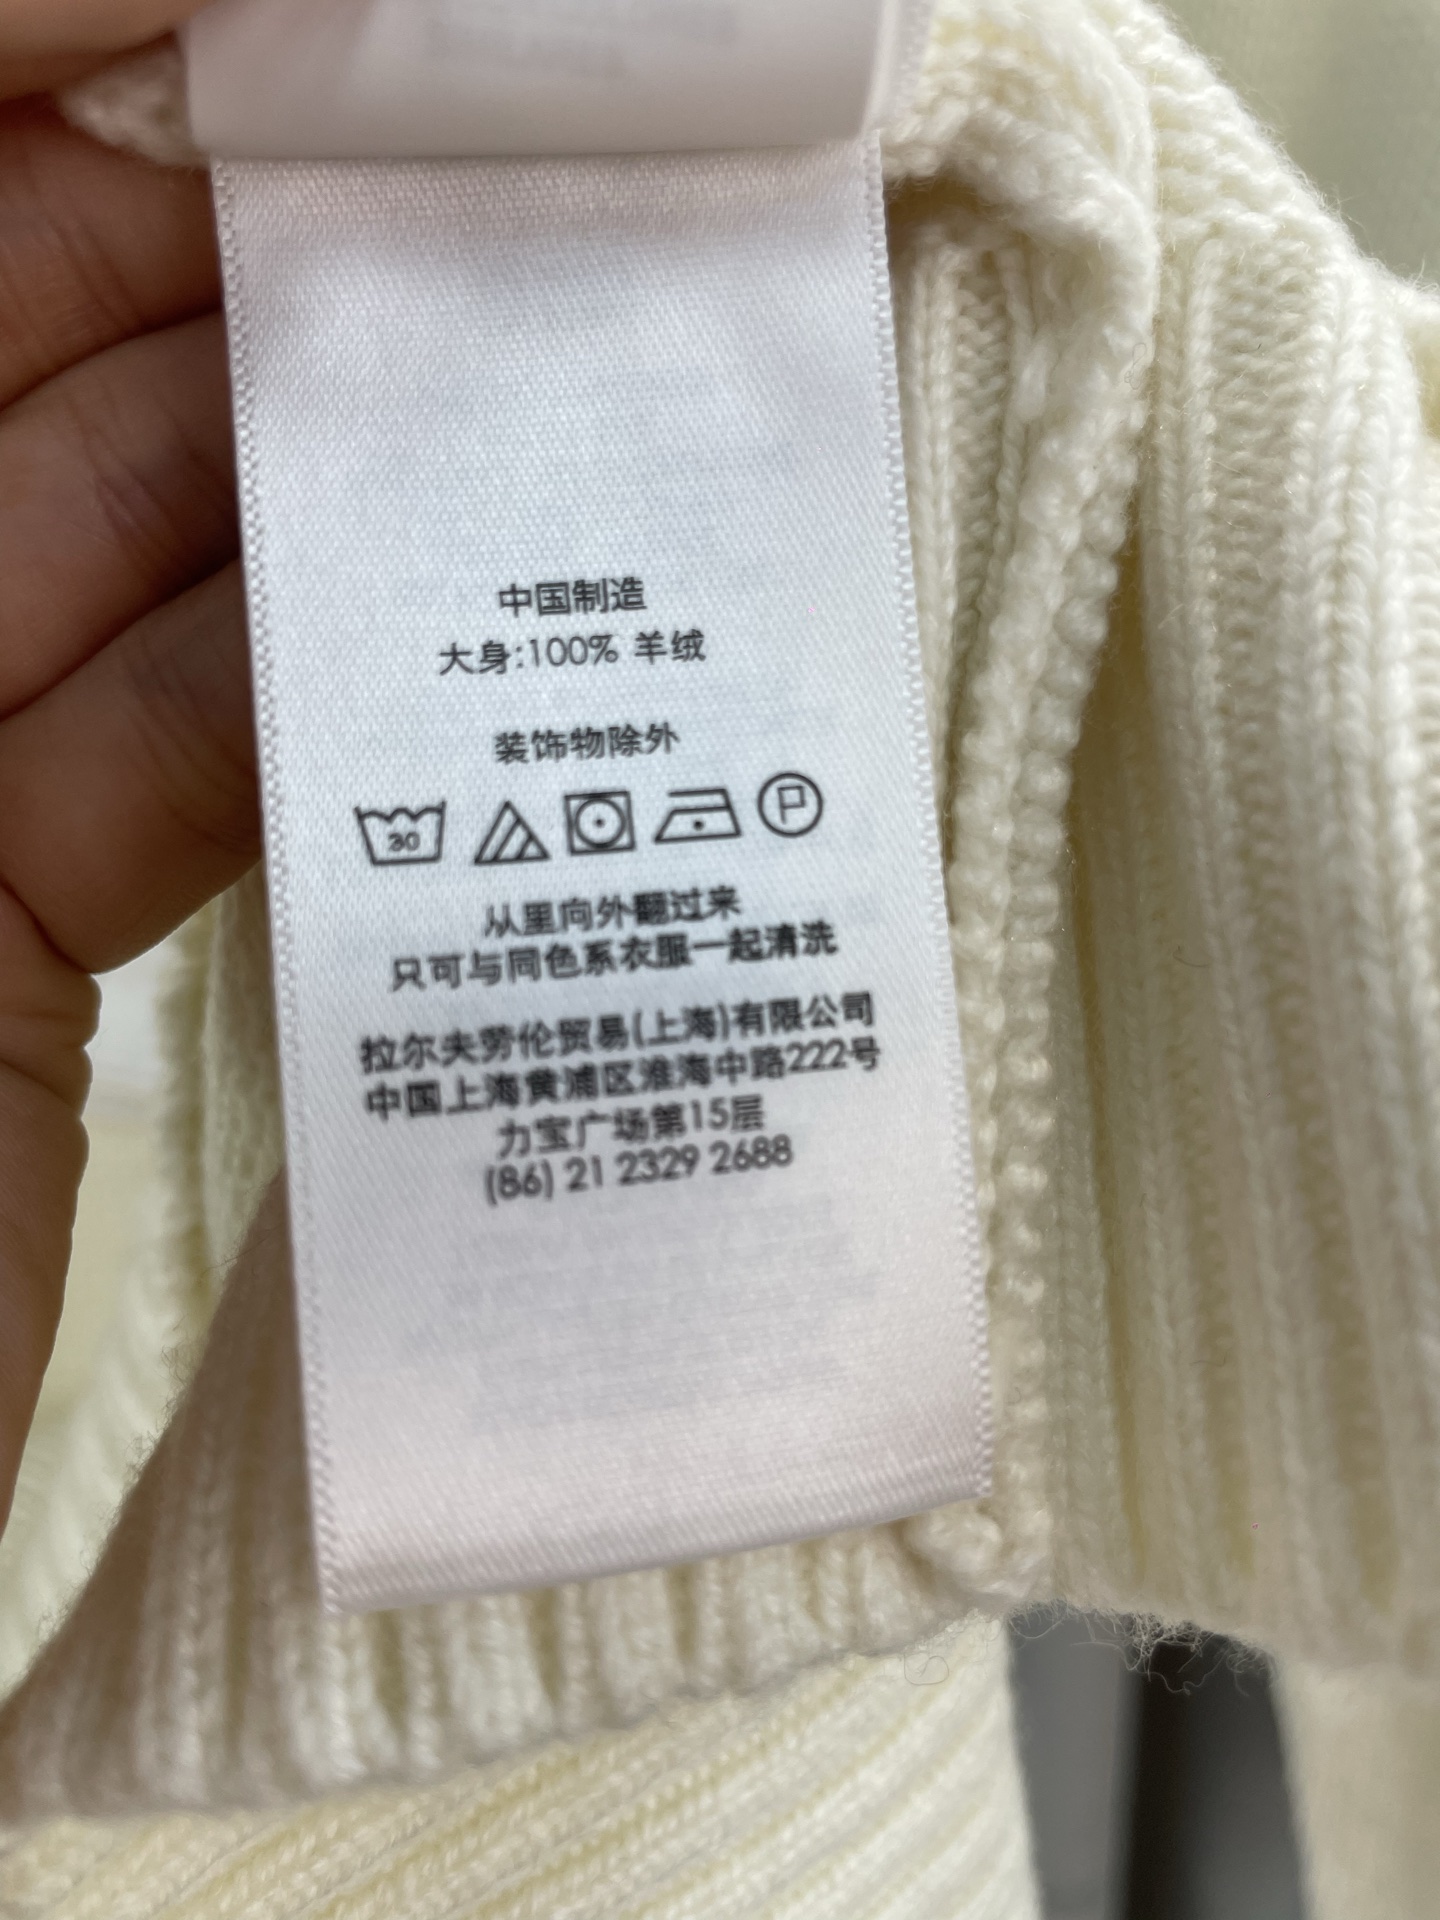 中国制造
大身:100% 羊绒
装饰物除外
30
P
从里向外翻过来
只可与同色系衣服一起清洗
拉尔夫劳伦贸易(上海)有限公司
中国上海黄浦区淮海中路222号
力宝广场第15层
(86) 21 2329 2688